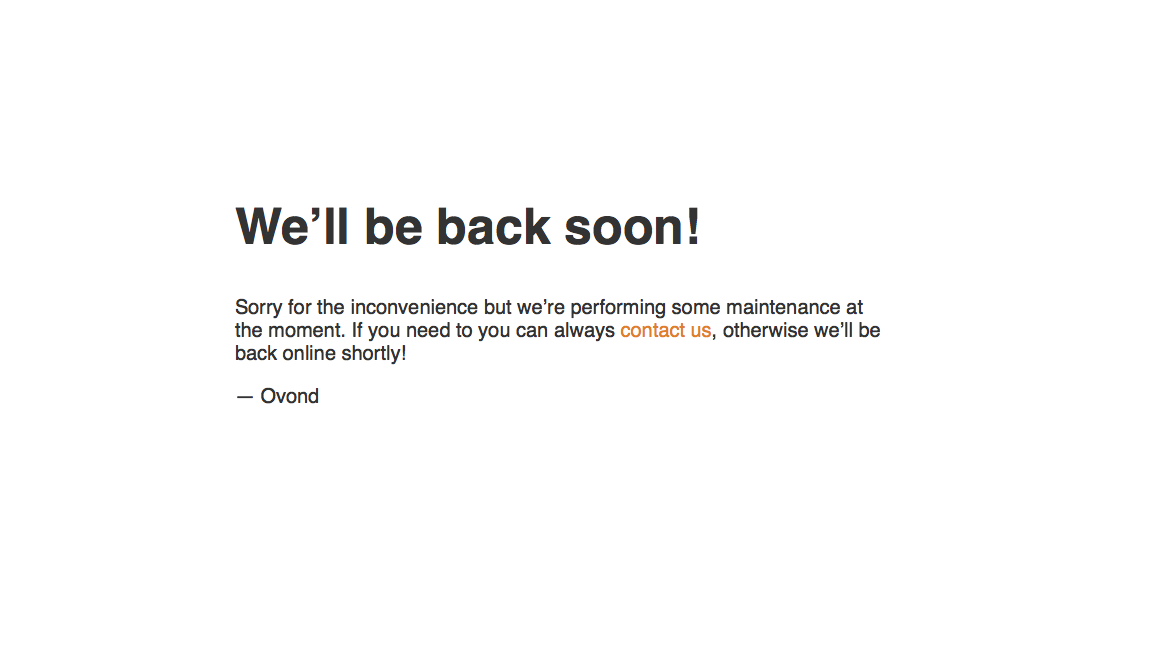 We’ll be back soon!
Sorry for the inconvenience but we’re performing some maintenance at
the moment. If you need to you can always contact us, otherwise we’ll be
back online shortly!
— Ovond